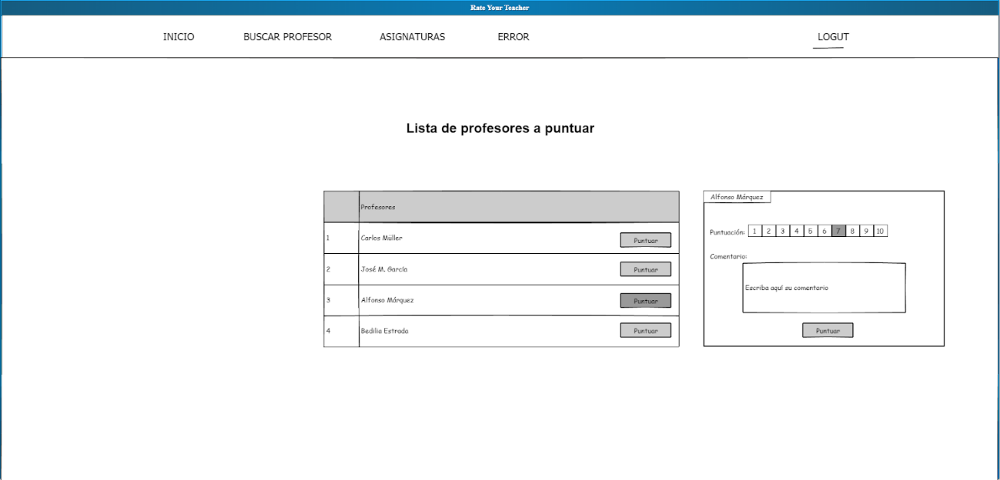 Rate Your Teacher
INICIO BUSCAR PROFESOR ASIGNATURAS ERROR LOGUT
Lista de profesores a puntuar
Profesores
1 Carlos Müller Puntuar
2 José M. García Puntuar
3 Alfonso Márquez Puntuar
4 Bedilia Estrada Puntuar
Alfonso Márquez
Puntuación: 1 2 3 4 5 6 7 8 9 10
Comentario:
Escriba aquí su comentario
Puntuar